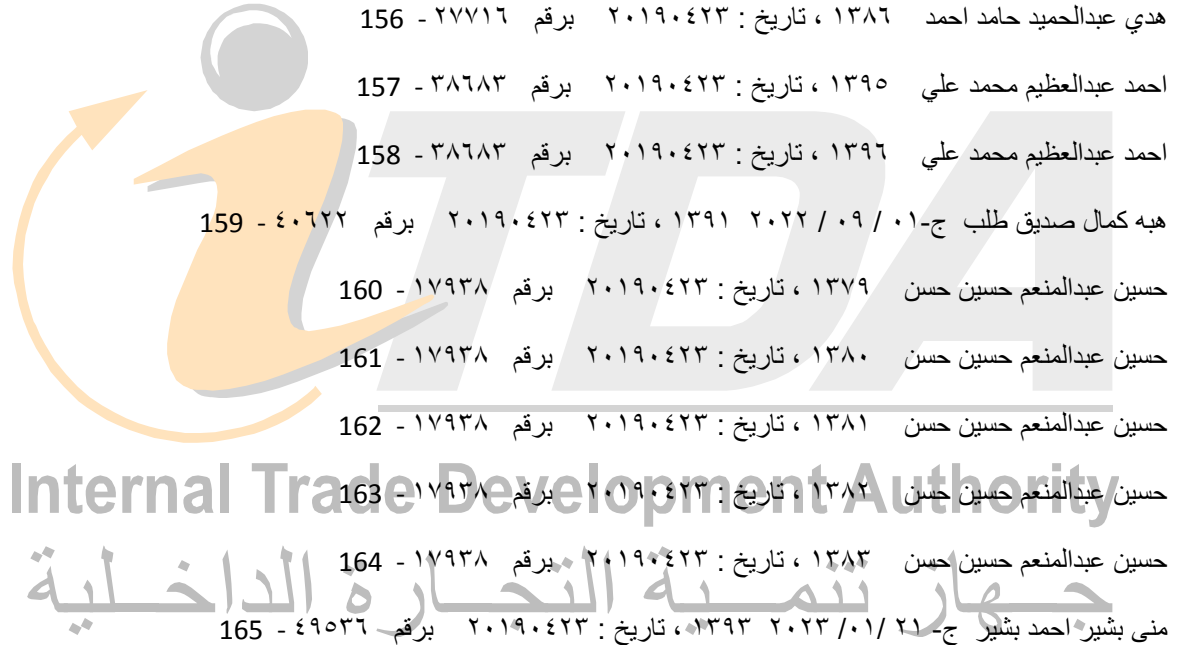 هدي عبدالحميد حامد احمد ١٣٨٦ ، تاريخ : ٢٠١٩٠٤٢٣ برقم ٢٧٧١٦ - 156
احمد عبدالعظيم محمد علي ١٣٩٥ ، تاريخ : ٢٠١٩٠٤٢٣ برقم ٣٨٦٨٣ - 157
احمد عبدالعظيم محمد علي ١٣٩٦ ، تاريخ : ٢٠١٩٠٤٢٣ برقم ٣٨٦٨٣ - 158
هبه كمال صديق طلب ج-٠١ / ٠٩ / ٢٠٢٢ ١٣٩١ ، تاريخ : ٢٠١٩٠٤٢٣ برقم ٤٠٦٢٢ - 159
حسين عبدالمنعم حسين حسن ١٣٧٩ ، تاريخ : ٢٠١٩٠٤٢٣ برقم ١٧٩٣٨ - 160
حسين عبدالمنعم حسين حسن ١٣٨٠ ، تاريخ : ٢٠١٩٠٤٢٣ برقم ١٧٩٣٨ - 161
حسين عبدالمنعم حسين حسن ١٣٨١ ، تاريخ : ٢٠١٩٠٤٢٣ برقم ١٧٩٣٨ - 162
حسين عبدالمنعم حسين حسن ١٣٨٢ ، تاريخ : ٢٠١٩٠٤٢٣ برقم ١٧٩٣٨ - 163
حسين عبدالمنعم حسين حسن ١٣٨٣ ، تاريخ : ٢٠١٩٠٤٢٣ برقم ١٧٩٣٨ - 164
منى بشير احمد بشير ج- ٢١ /٠١/ ٢٠٢٣ ١٣٩٣ ، تاريخ : ٢٠١٩٠٤٢٣ برقم ٤٩٥٣٦ - 165
iTDA
Internal Trade Development Authority
جهاز تنمية التجارة الداخلية